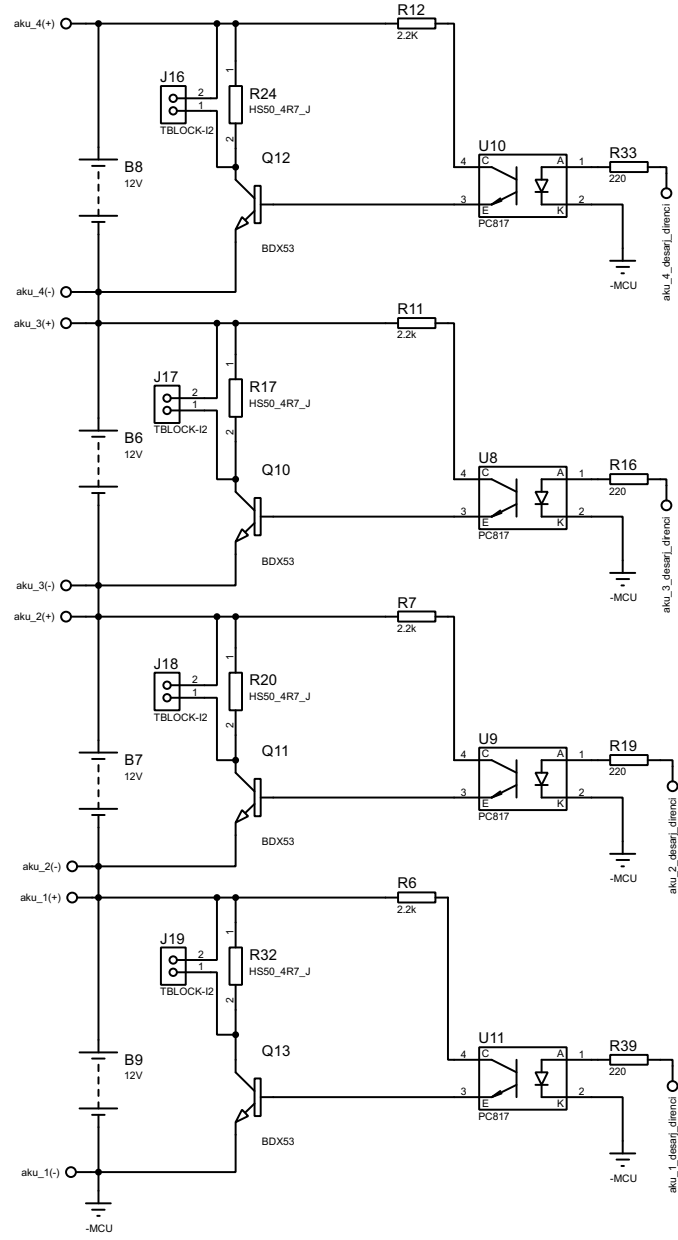 aku_4(+)
R12
2.2K
J16
2
1
TBLOCK-I2
1
R24
HS50_4R7_J
2
B8
12V
Q12
BDX53
U10
4
C
A
1
3
E
K
2
PC817
R33
220
aku_4_desarj_direnci
-MCU
aku_4(-)
aku_3(+)
R11
2.2k
J17
2
1
TBLOCK-I2
1
R17
HS50_4R7_J
2
B6
12V
Q10
BDX53
U8
4
C
A
1
3
E
K
2
PC817
R16
220
aku_3_desarj_direnci
-MCU
aku_3(-)
aku_2(+)
R7
2.2k
J18
2
1
TBLOCK-I2
1
R20
HS50_4R7_J
2
B7
12V
Q11
BDX53
U9
4
C
A
1
3
E
K
2
PC817
R19
220
aku_2_desarj_direnci
-MCU
aku_2(-)
aku_1(+)
R6
2.2k
J19
2
1
TBLOCK-I2
1
R32
HS50_4R7_J
2
B9
12V
Q13
BDX53
U11
4
C
A
1
3
E
K
2
PC817
R39
220
aku_1_desarj_direnci
-MCU
aku_1(-)
-MCU